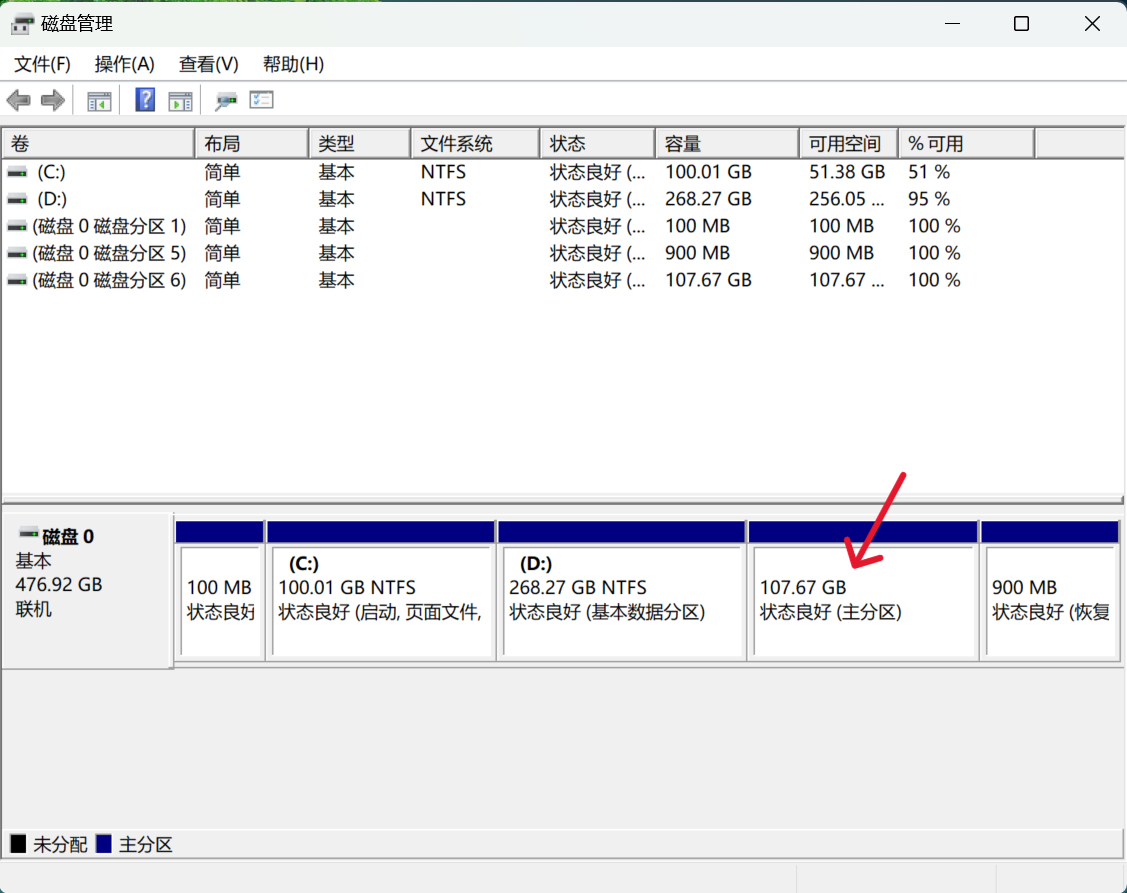 磁盘管理
文件(F) 操作(A) 查看(V) 帮助(H)
卷 布局 类型 文件系统 状态 容量 可用空间 % 可用
(C:) 简单 基本 NTFS 状态良好 (... 100.01 GB 51.38 GB 51 %
(D:) 简单 基本 NTFS 状态良好 (... 268.27 GB 256.05 ... 95 %
(磁盘 0 磁盘分区 1) 简单 基本 状态良好 (... 100 MB 100 MB 100 %
(磁盘 0 磁盘分区 5) 简单 基本 状态良好 (... 900 MB 900 MB 100 %
(磁盘 0 磁盘分区 6) 简单 基本 状态良好 (... 107.67 GB 107.67 ... 100 %
磁盘 0
基本
476.92 GB
联机
100 MB
状态良好
(C:)
100.01 GB NTFS
状态良好 (启动, 页面文件,
(D:)
268.27 GB NTFS
状态良好 (基本数据分区)
107.67 GB
状态良好 (主分区)
900 MB
状态良好 (恢复
未分配 主分区